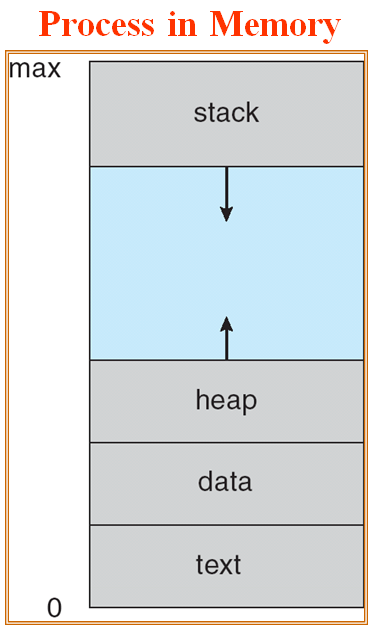 Process in Memory
max
stack
heap
data
text
0